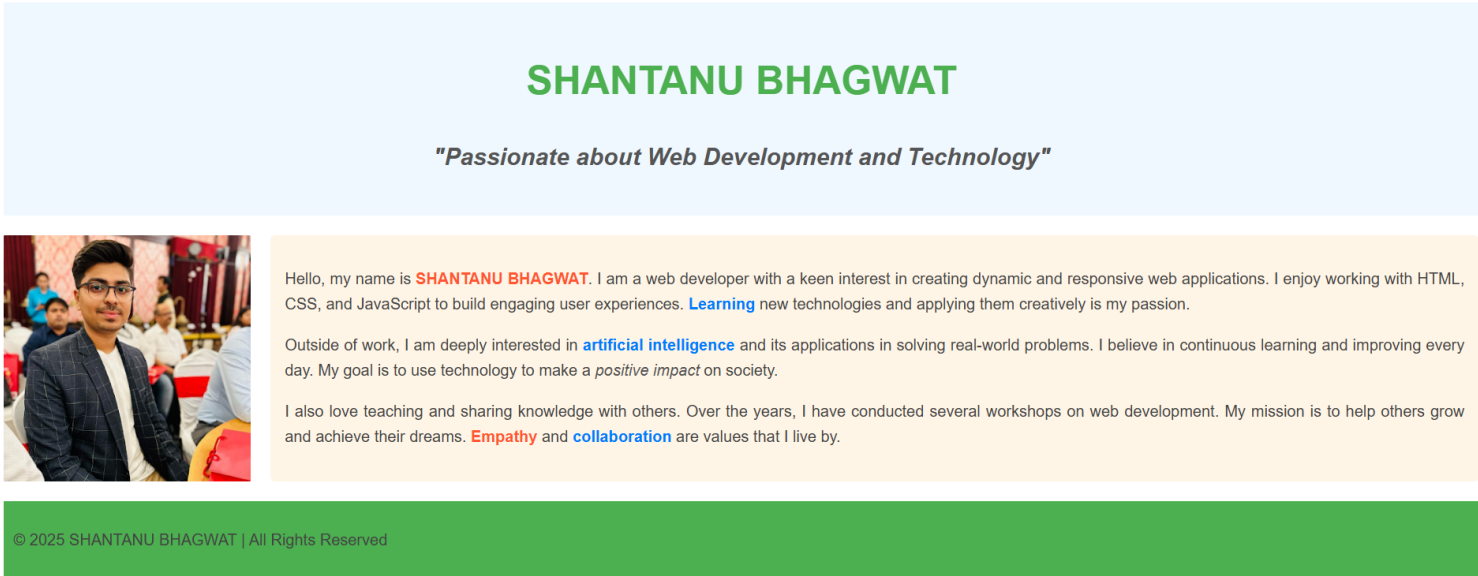 SHANTANU BHAGWAT
"Passionate about Web Development and Technology"
Hello, my name is SHANTANU BHAGWAT. I am a web developer with a keen interest in creating dynamic and responsive web applications. I enjoy working with HTML,
CSS, and JavaScript to build engaging user experiences. Learning new technologies and applying them creatively is my passion.
Outside of work, I am deeply interested in artificial intelligence and its applications in solving real-world problems. I believe in continuous learning and improving every
day. My goal is to use technology to make a positive impact on society.
I also love teaching and sharing knowledge with others. Over the years, I have conducted several workshops on web development. My mission is to help others grow
and achieve their dreams. Empathy and collaboration are values that I live by.
© 2025 SHANTANU BHAGWAT | All Rights Reserved